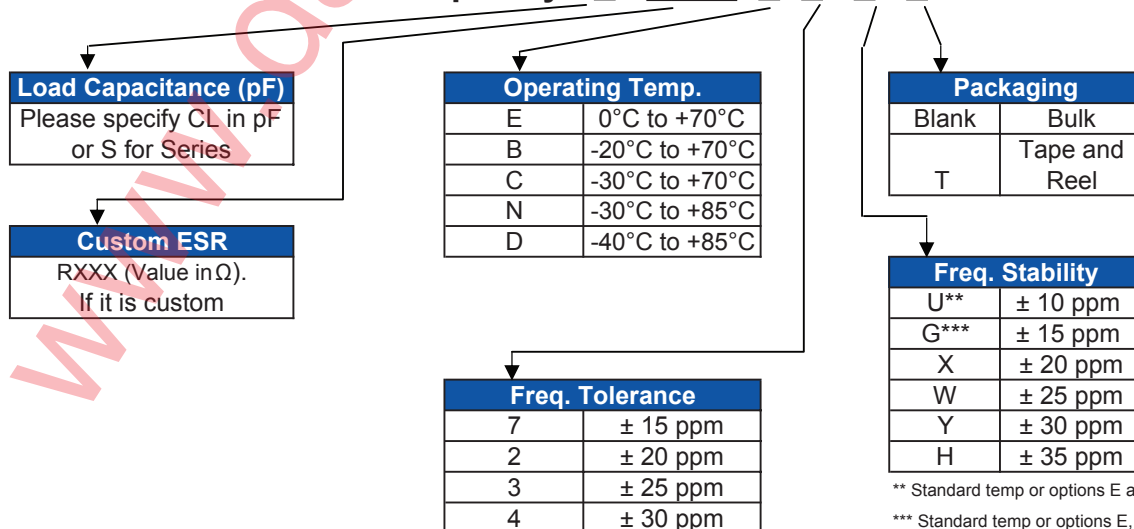 Load Capacitance (pF)
Please specify CL in pF
or S for Series
Custom ESR
RXXX (Value in Ω).
If it is custom
Operating Temp.
E 0°C to +70°C
B -20°C to +70°C
C -30°C to +70°C
N -30°C to +85°C
D -40°C to +85°C
Freq. Tolerance
7 ± 15 ppm
2 ± 20 ppm
3 ± 25 ppm
4 ± 30 ppm
Packaging
Blank Bulk
Tape and
T Reel
Freq. Stability
U** ± 10 ppm
G*** ± 15 ppm
X ± 20 ppm
W ± 25 ppm
Y ± 30 ppm
H ± 35 ppm
** Standard temp or options E a
*** Standard temp or options E,
www.